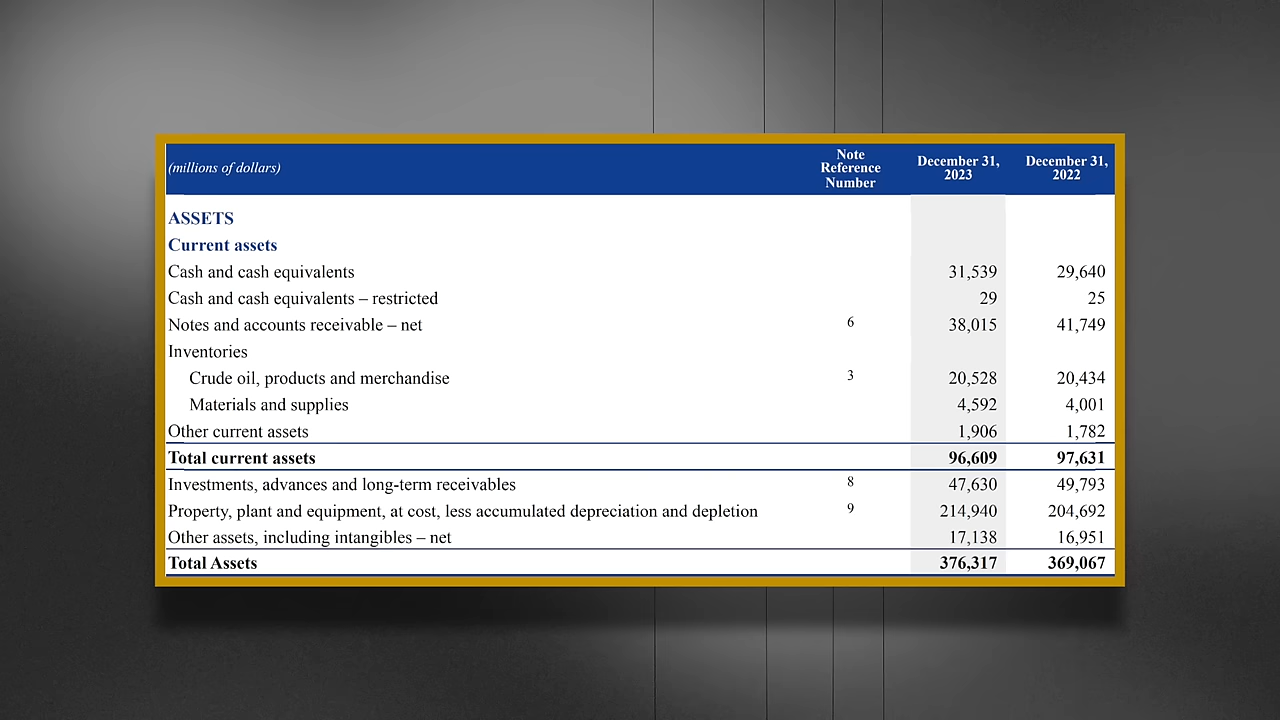 (millions of dollars) Note Reference Number December 31, 2023 December 31, 2022
ASSETS
Current assets
Cash and cash equivalents 31,539 29,640
Cash and cash equivalents – restricted 29 25
Notes and accounts receivable – net 6 38,015 41,749
Inventories
Crude oil, products and merchandise 3 20,528 20,434
Materials and supplies 4,592 4,001
Other current assets 1,906 1,782
Total current assets 96,609 97,631
Investments, advances and long-term receivables 8 47,630 49,793
Property, plant and equipment, at cost, less accumulated depreciation and depletion 9 214,940 204,692
Other assets, including intangibles – net 17,138 16,951
Total Assets 376,317 369,067